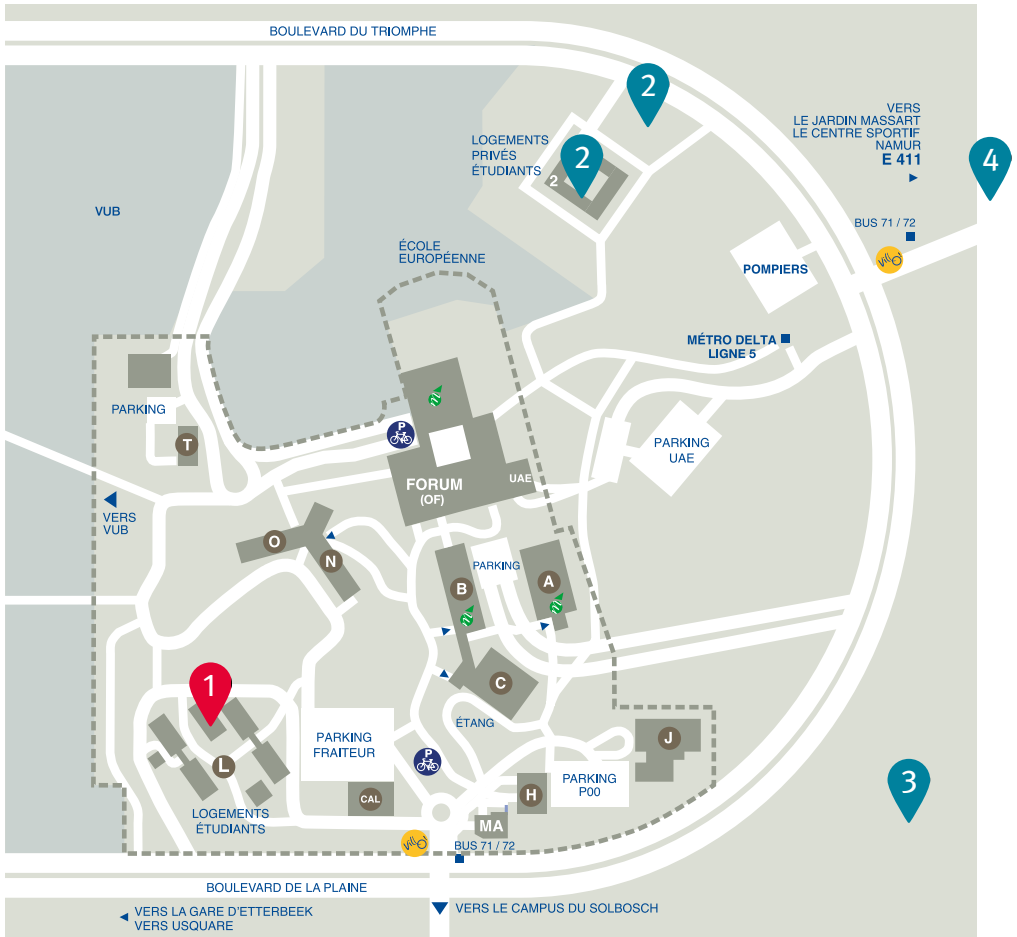 BOULEVARD DU TRIOMPHE
2
VERS
LE JARDIN MASSART
LE CENTRE SPORTIF
NAMUR
E 411
4
LOGEMENTS
PRIVÉS
ÉTUDIANTS
2
2
VUB
BUS 71 / 72
Villo!
ÉCOLE
EUROPÉENNE
POMPIERS
MÉTRO DELTA
LIGNE 5
PARKING
T
P
PARKING
UAE
FORUM
(OF)
UAE
VERS
VUB
O
N
PARKING
B
A
C
1
ÉTANG
PARKING
FRAITEUR
J
P
L
PARKING
P00
3
H
CAL
LOGEMENTS
ÉTUDIANTS
MA
Villo!
BUS 71 / 72
BOULEVARD DE LA PLAINE
VERS LA GARE D'ETTERBEEK
VERS USQUARE
VERS LE CAMPUS DU SOLBOSCH